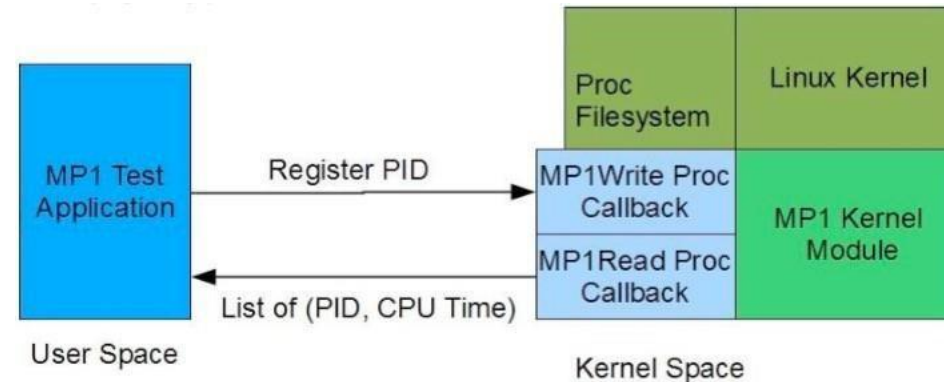 MP1 Test
Application
Register PID
List of (PID, CPU Time)
User Space
Proc
Filesystem
Linux Kernel
MP1Write Proc
Callback
MP1Read Proc
Callback
MP1 Kernel
Module
Kernel Space